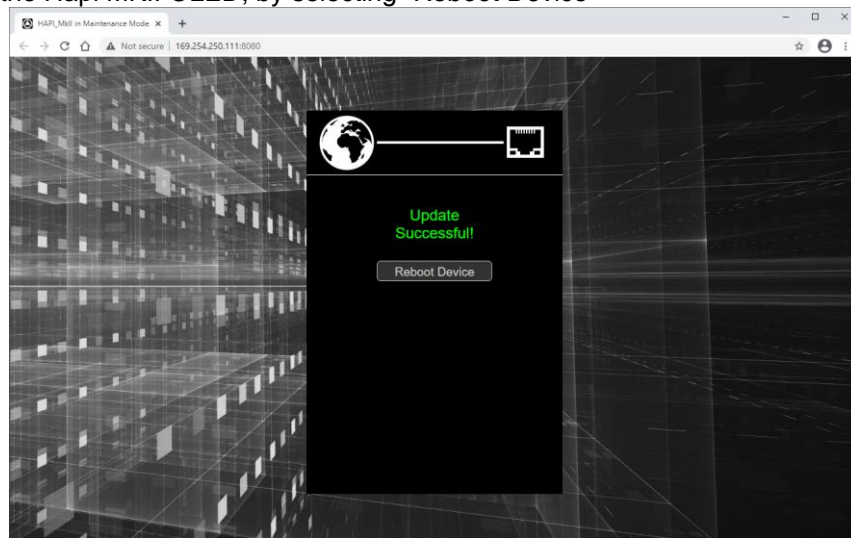 HAPI_MkII in Maintenance Mode
Not secure | 169.254.250.111:8080
Update
Successful!
Reboot Device